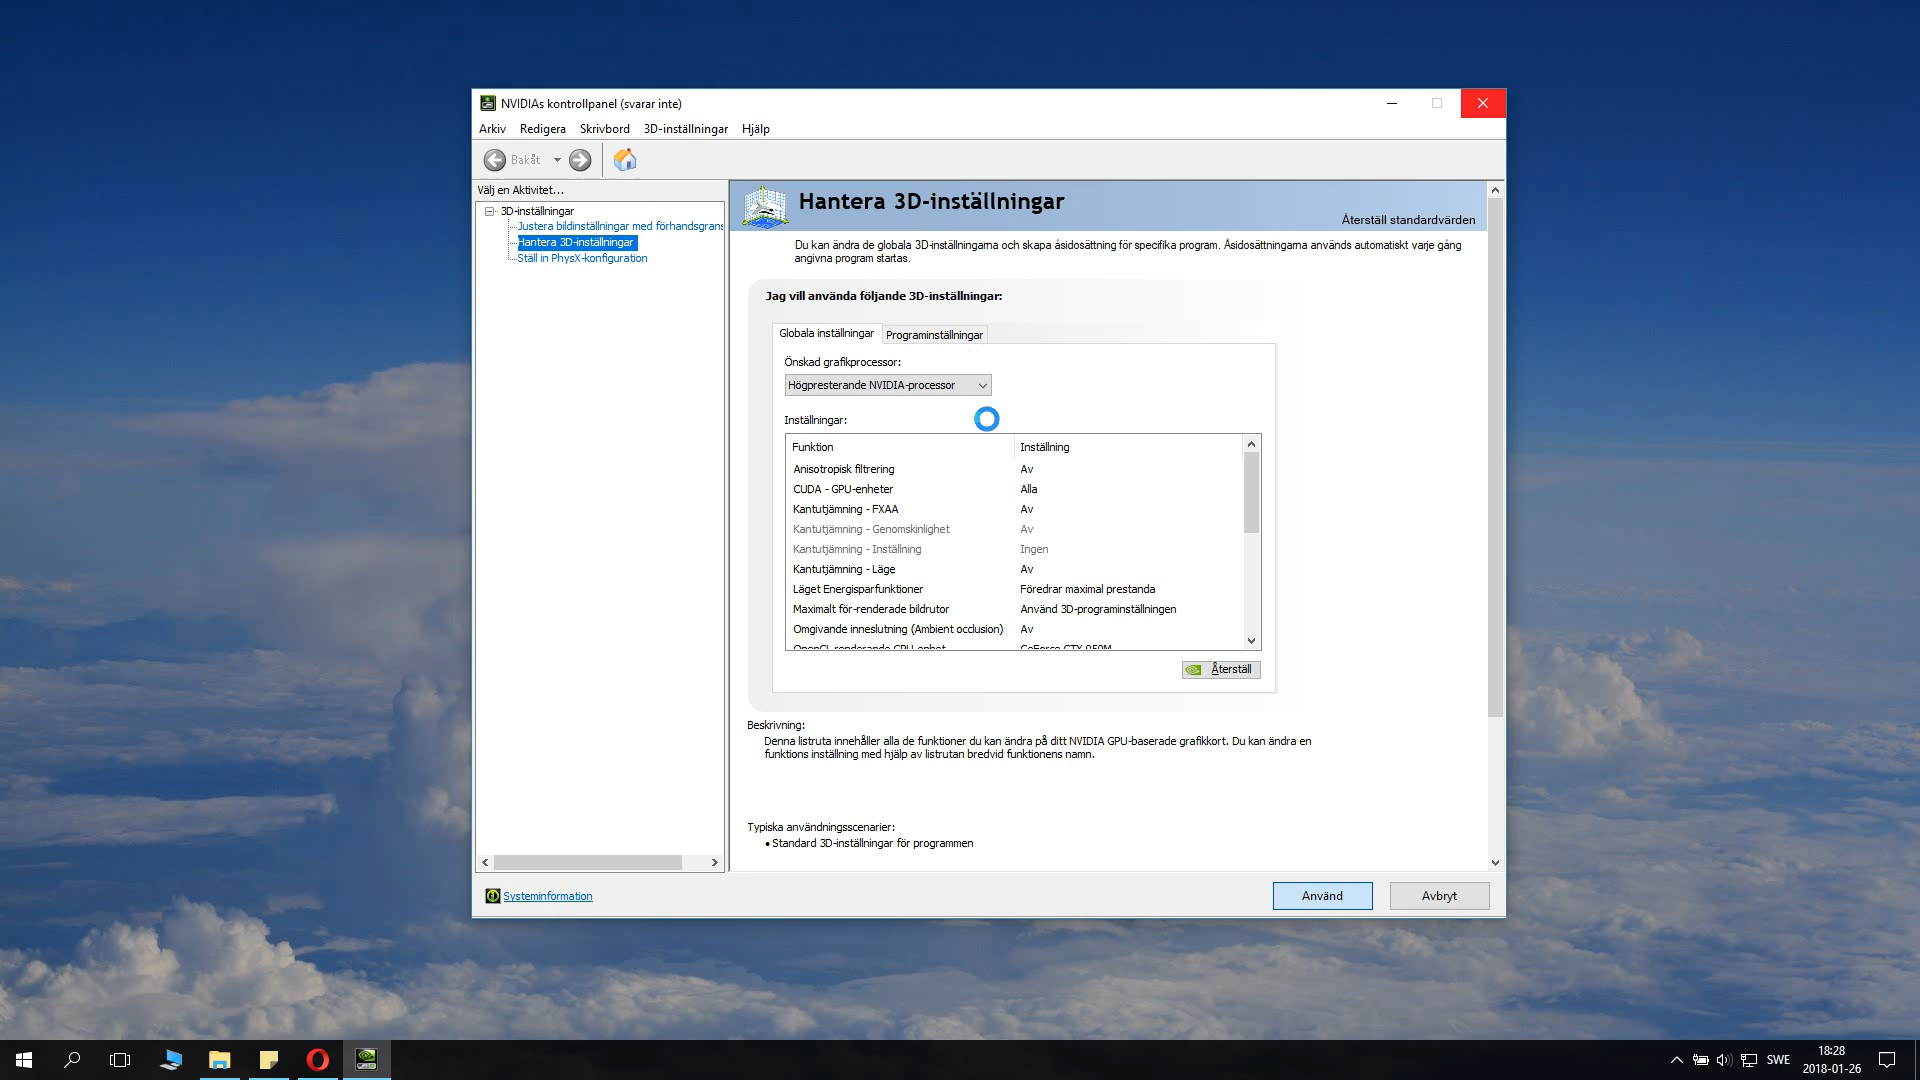 NVIDIAs kontrollpanel (svarar inte)
Arkiv Redigera Skrivbord 3D-inställningar Hjälp
Bakåt
Välj en Aktivitet...
3D-inställningar
Justera bildinställningar med förhandsgrans
Hantera 3D-inställningar
Ställ in PhysX-konfiguration
Hantera 3D-inställningar
Återställ standardvärden
Du kan ändra de globala 3D-inställningarna och skapa åsidosättning för specifika program. Åsidosättningarna används automatiskt varje gång
angivna program startas.
Jag vill använda följande 3D-inställningar:
Globala inställningar Programinställningar
Önskad grafikprocessor:
Högpresterande NVIDIA-processor
Inställningar:
Funktion Inställning
Anisotropisk filtrering Av
CUDA - GPU-enheter Alla
Kantutjämning - FXAA Av
Kantutjämning - Genomskinlighet Av
Kantutjämning - Inställning Ingen
Kantutjämning - Läge Av
Läget Energisparfunktioner Föredrar maximal prestanda
Maximalt för-renderade bildrutor Använd 3D-programinställningen
Omgivande inneslutning (Ambient occlusion) Av
OpenGL-renderande GPU-enhet GeForce GTX 950M
Återställ
Beskrivning:
Denna listruta innehåller alla de funktioner du kan ändra på ditt NVIDIA GPU-baserade grafikkort. Du kan ändra en
funktions inställning med hjälp av listrutan bredvid funktionens namn.
Typiska användningsscenarier:
• Standard 3D-inställningar för programmen
Systeminformation
Använd Avbryt
SWE
18:28
2018-01-26